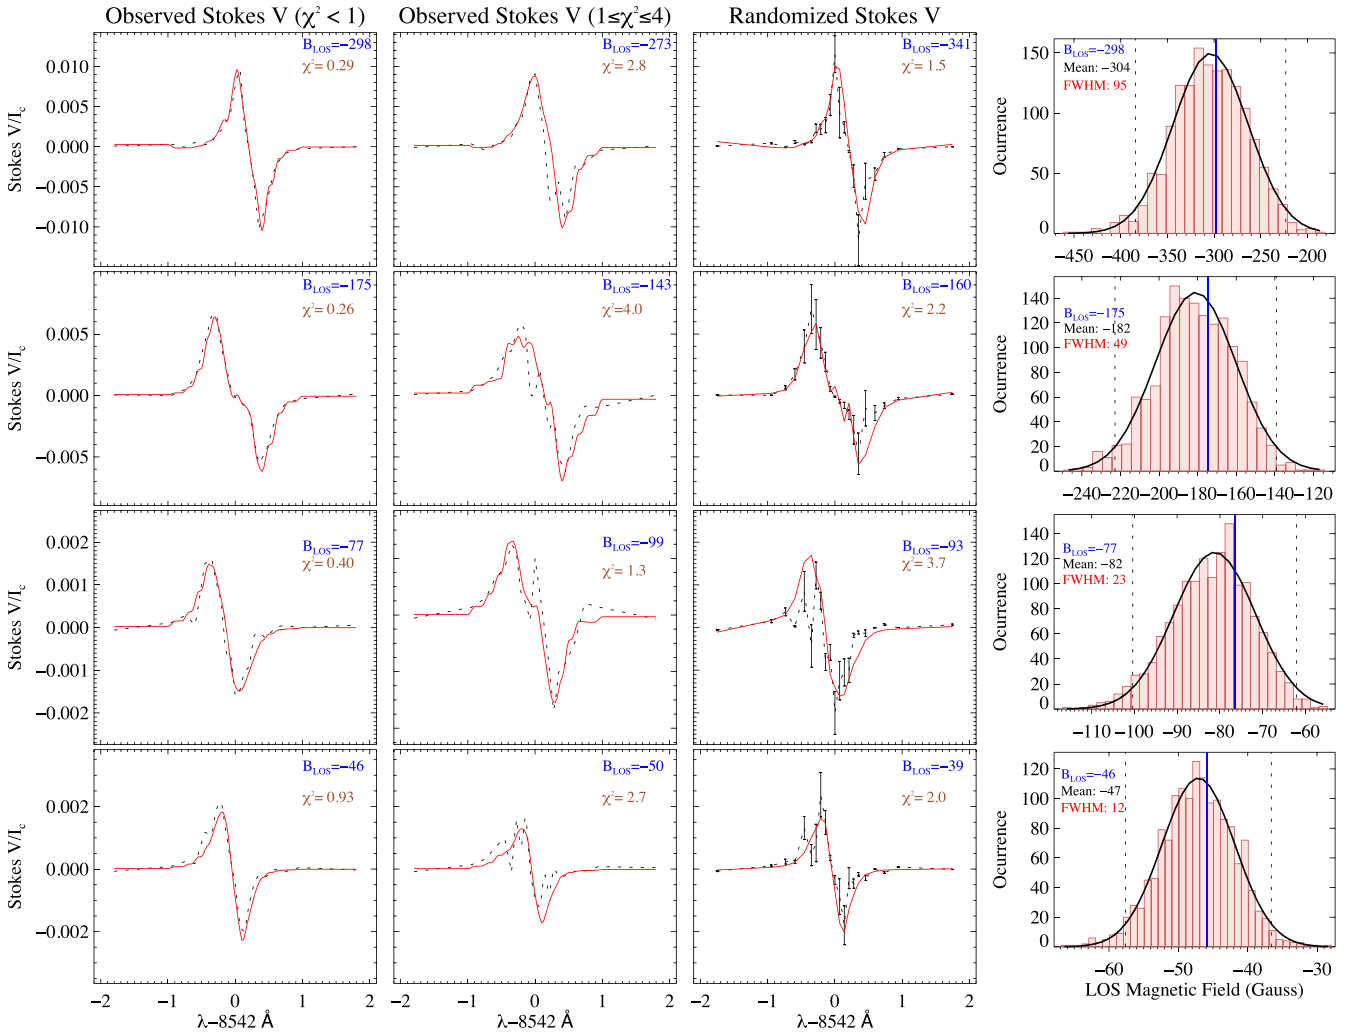 Observed Stokes V (χ² < 1)
Observed Stokes V (1≤χ²≤4)
Randomized Stokes V
Stokes V/I_c
0.010
0.005
0.000
−0.005
−0.010
B_LOS=−298
χ²= 0.29
B_LOS=−273
χ²= 2.8
B_LOS=−341
χ²= 1.5
Ocurrence
150
100
50
0
B_LOS=−298
Mean: −304
FWHM: 95
−450 −400 −350 −300 −250 −200
Stokes V/I_c
0.005
0.000
−0.005
B_LOS=−175
χ²= 0.26
B_LOS=−143
χ²=4.0
B_LOS=−160
χ²= 2.2
Ocurrence
140
120
100
80
60
40
20
0
B_LOS=−175
Mean: −182
FWHM: 49
−240 −220 −200 −180 −160 −140 −120
Stokes V/I_c
0.002
0.001
0.000
−0.001
−0.002
B_LOS=−77
χ²= 0.40
B_LOS=−99
χ²= 1.3
B_LOS=−93
χ²= 3.7
Ocurrence
140
120
100
80
60
40
20
0
B_LOS=−77
Mean: −82
FWHM: 23
−110 −100 −90 −80 −70 −60
Stokes V/I_c
0.002
0.000
−0.002
B_LOS=−46
χ²= 0.93
B_LOS=−50
χ²= 2.7
B_LOS=−39
χ²= 2.0
Ocurrence
120
100
80
60
40
20
0
B_LOS=−46
Mean: −47
FWHM: 12
−60 −50 −40 −30
LOS Magnetic Field (Gauss)
−2 −1 0 1 2
λ−8542 Å
−2 −1 0 1 2
λ−8542 Å
−2 −1 0 1 2
λ−8542 Å